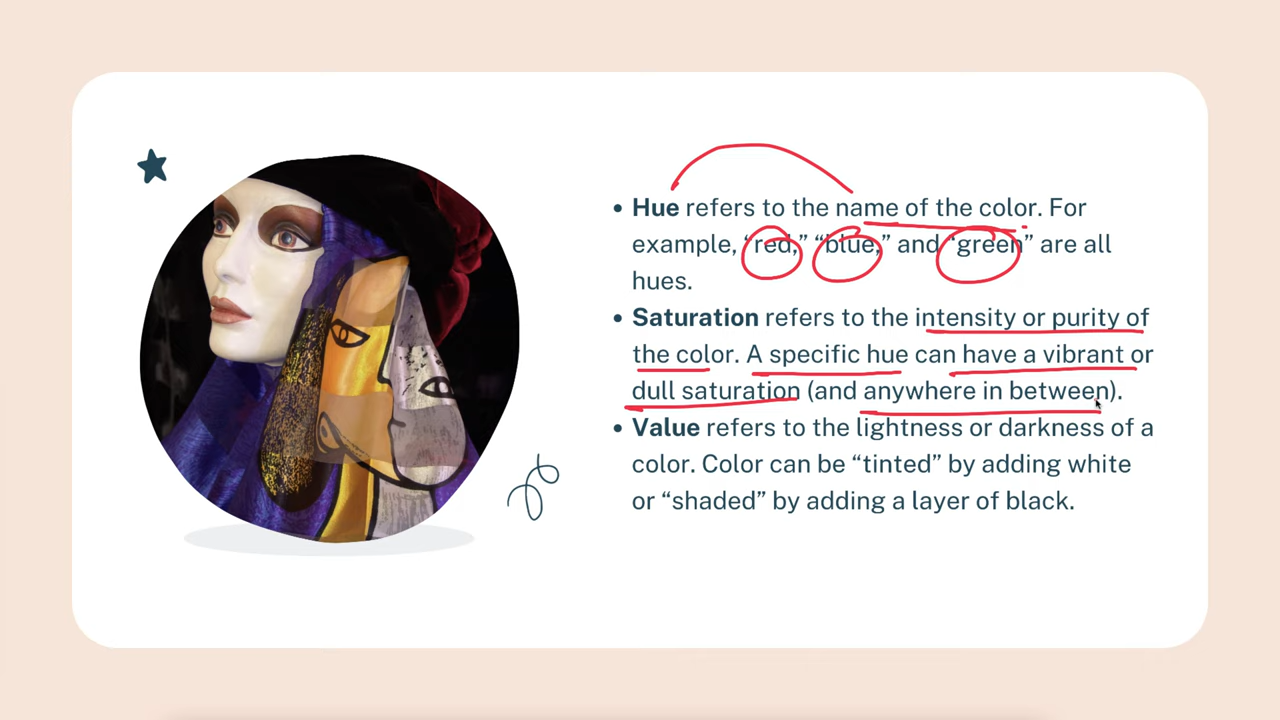 • Hue refers to the name of the color. For
example, “red,” “blue,” and “green” are all
hues.
• Saturation refers to the intensity or purity of
the color. A specific hue can have a vibrant or
dull saturation (and anywhere in between).
• Value refers to the lightness or darkness of a
color. Color can be “tinted” by adding white
or “shaded” by adding a layer of black.